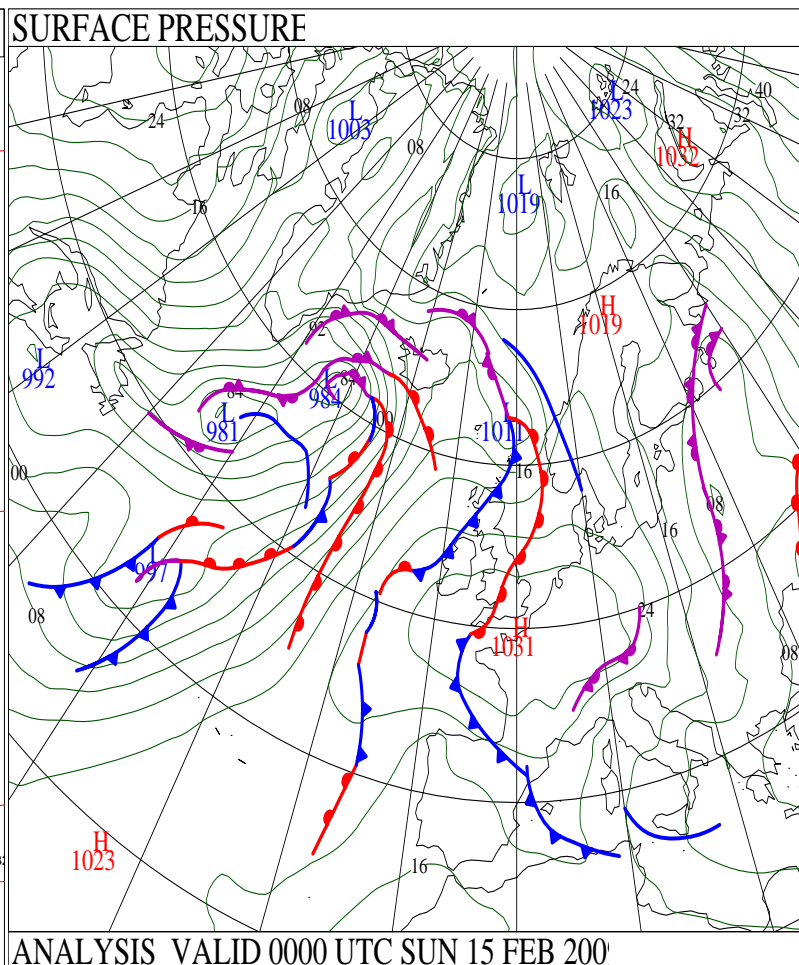 SURFACE PRESSURE
L
1003
L
1023
H
1032
L
1019
H
1019
L
992
L
984
L
981
L
1011
997
H
1031
H
1023
24
08
08
16
24
40
32
32
16
92
84
84
00
00
16
08
16
08
24
08
16
ANALYSIS VALID 0000 UTC SUN 15 FEB